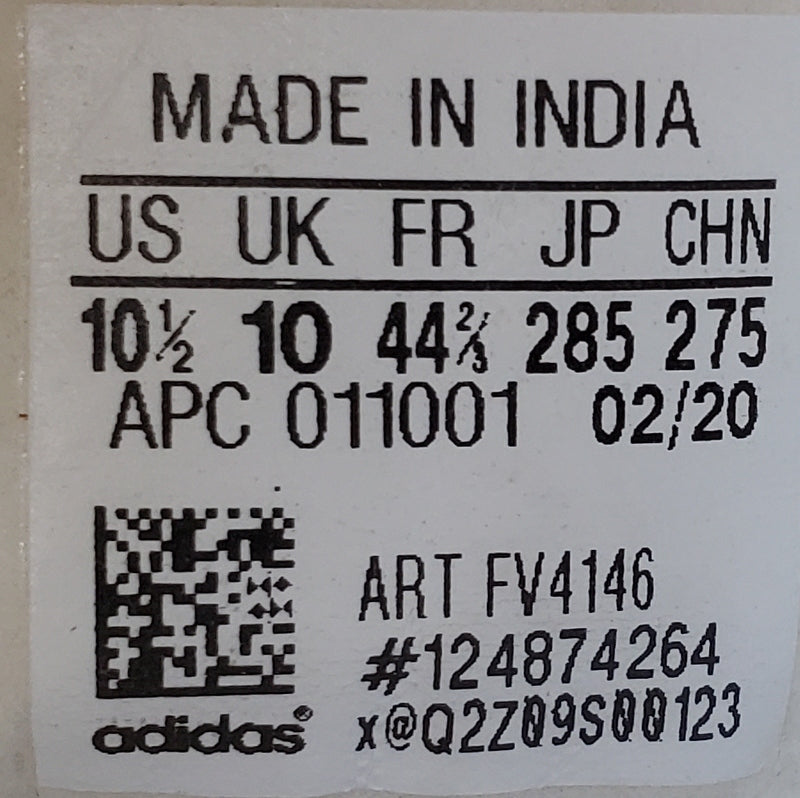 MADE IN INDIA
US UK FR JP CHN
10½ 10 44⅔ 285 275
APC 011001 02/20
ART FV4146
#124874264
adidas® x@Q2Z09S00123